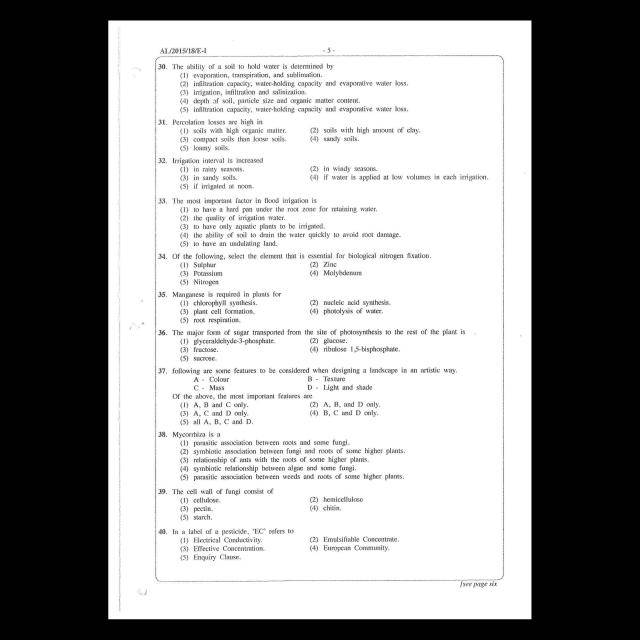 AL/2015/18/E-I - 5 -
30. The ability of a soil to hold water is determined by
(1) evaporation, transpiration, and sublimation.
(2) infiltration capacity, water-holding capacity and evaporative water loss.
(3) irrigation, infiltration and salinization.
(4) depth of soil, particle size and organic matter content.
(5) infiltration capacity, water-holding capacity and evaporative water loss.
31. Percolation losses are high in
(1) soils with high organic matter. (2) soils with high amount of clay.
(3) compact soils than loose soils. (4) sandy soils.
(5) loamy soils.
32. Irrigation interval is increased
(1) in rainy seasons. (2) in windy seasons.
(3) in sandy soils. (4) if water is applied at low volumes in each irrigation.
(5) if irrigated at noon.
33. The most important factor in flood irrigation is
(1) to have a hard pan under the root zone for retaining water.
(2) the quality of irrigation water.
(3) to have only aquatic plants to be irrigated.
(4) the ability of soil to drain the water quickly to avoid root damage.
(5) to have an undulating land.
34. Of the following, select the element that is essential for biological nitrogen fixation.
(1) Sulphur (2) Zinc
(3) Potassium (4) Molybdenum
(5) Nitrogen
35. Manganese is required in plants for
(1) chlorophyll synthesis. (2) nucleic acid synthesis.
(3) plant cell formation. (4) photolysis of water.
(5) root respiration.
36. The major form of sugar transported from the site of photosynthesis to the rest of the plant is
(1) glyceraldehyde-3-phosphate. (2) glucose.
(3) fructose. (4) ribulose 1,5-bisphosphate.
(5) sucrose.
37. following are some features to be considered when designing a landscape in an artistic way.
A - Colour B - Texture
C - Mass D - Light and shade
Of the above, the most important features are
(1) A, B and C only. (2) A, B, and D only.
(3) A, C and D only. (4) B, C and D only.
(5) all A, B, C and D.
38. Mycorrhiza is a
(1) parasitic association between roots and some fungi.
(2) symbiotic association between fungi and roots of some higher plants.
(3) relationship of ants with the roots of some higher plants.
(4) symbiotic relationship between algae and some fungi.
(5) parasitic association between weeds and roots of some higher plants.
39. The cell wall of fungi consist of
(1) cellulose. (2) hemicellulose
(3) pectin. (4) chitin.
(5) starch.
40. In a label of a pesticide, "EC" refers to
(1) Electrical Conductivity. (2) Emulsifiable Concentrate.
(3) Effective Concentration. (4) European Community.
(5) Enquiry Clause.
[see page six